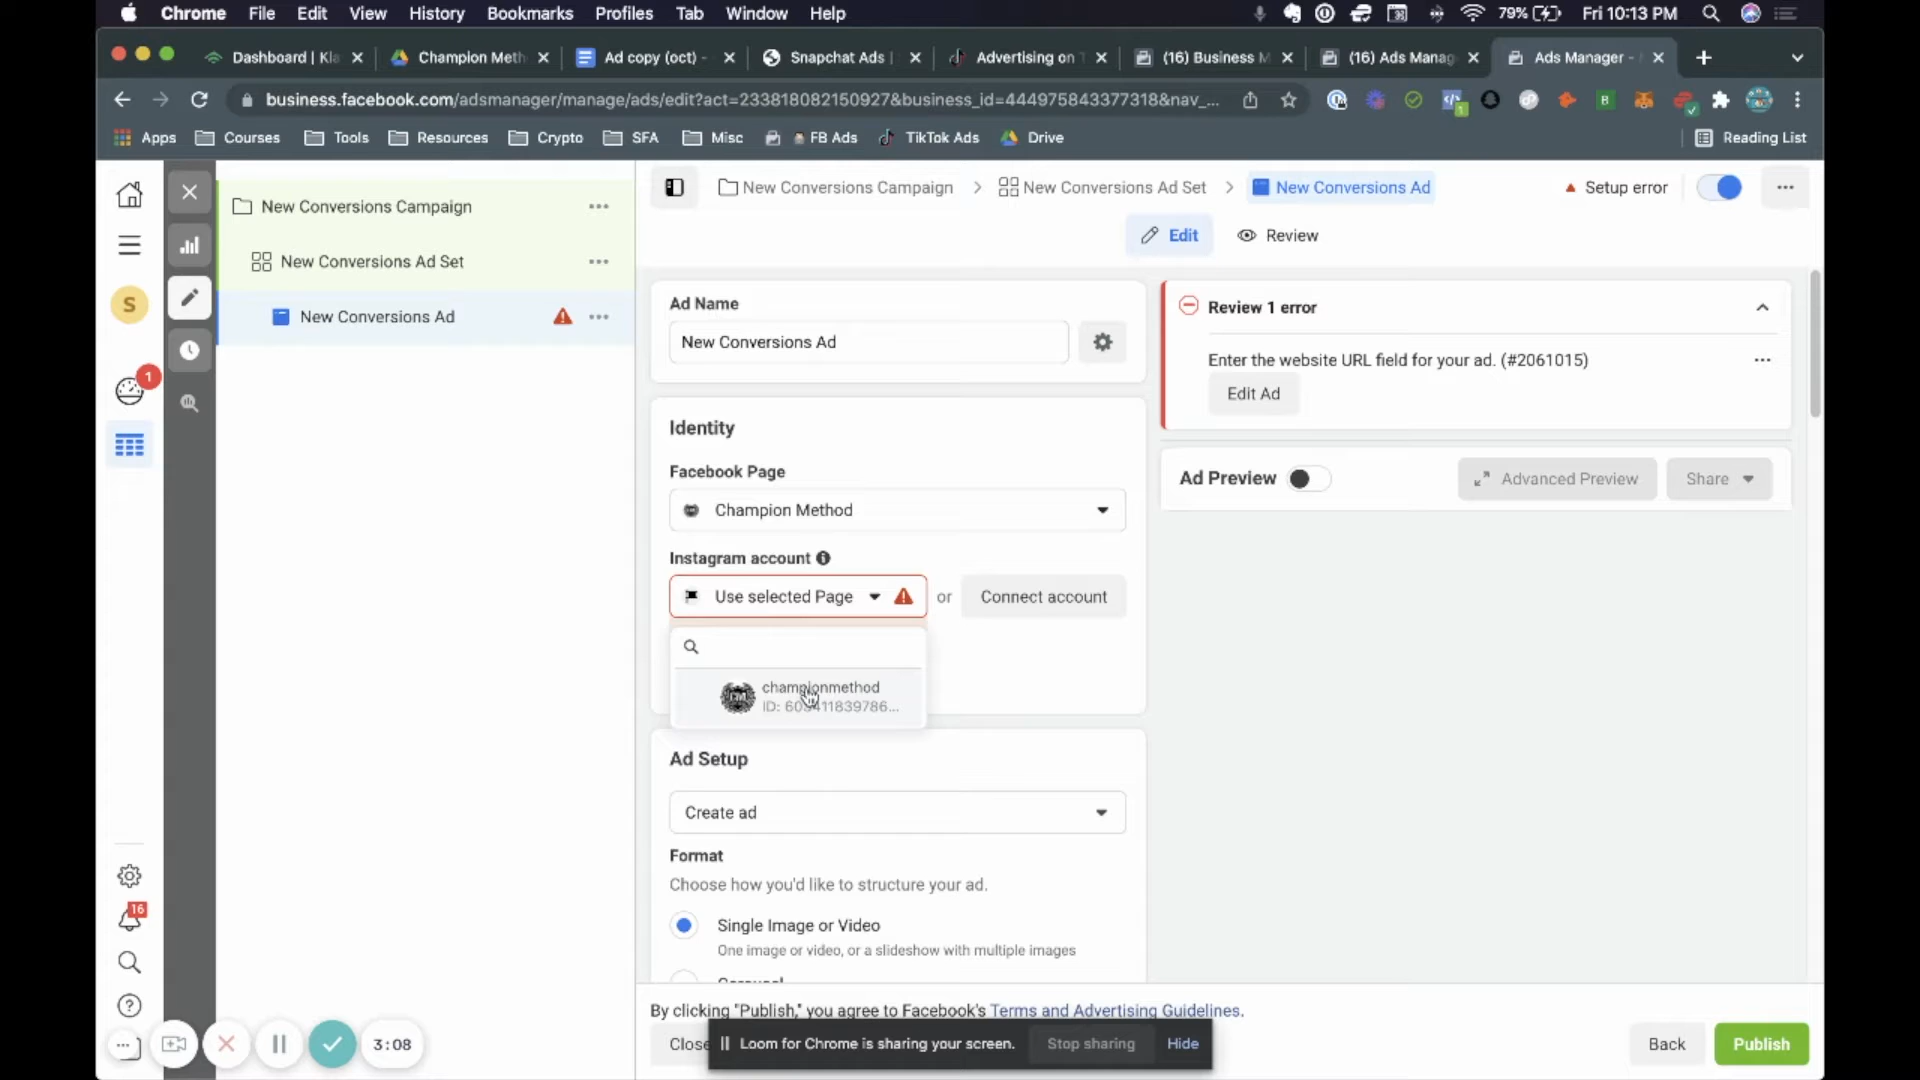 Chrome File Edit View History Bookmarks Profiles Tab Window Help 79% Fri 10:13 PM
Dashboard | Kla Champion Meth Ad copy (oct) - Snapchat Ads | Advertising on T (16) Business M (16) Ads Manag Ads Manager -
business.facebook.com/adsmanager/manage/ads/edit?act=233818082150927&business_id=444975843377318&nav_...
Apps Courses Tools Resources Crypto SFA Misc FB Ads TikTok Ads Drive Reading List
New Conversions Campaign
New Conversions Ad Set
New Conversions Ad
S
1
16
New Conversions Campaign > New Conversions Ad Set > New Conversions Ad Setup error
Edit Review
Ad Name
New Conversions Ad
Identity
Facebook Page
Champion Method
Instagram account
Use selected Page or Connect account
championmethod
Ad Setup
Create ad
Format
Choose how you'd like to structure your ad.
Single Image or Video
One image or video, or a slideshow with multiple images
Review 1 error
Enter the website URL field for your ad. (#2061015)
Edit Ad
Ad Preview Advanced Preview Share
By clicking "Publish," you agree to Facebook's Terms and Advertising Guidelines.
Loom for Chrome is sharing your screen. Stop sharing Hide
Back Publish
3:08